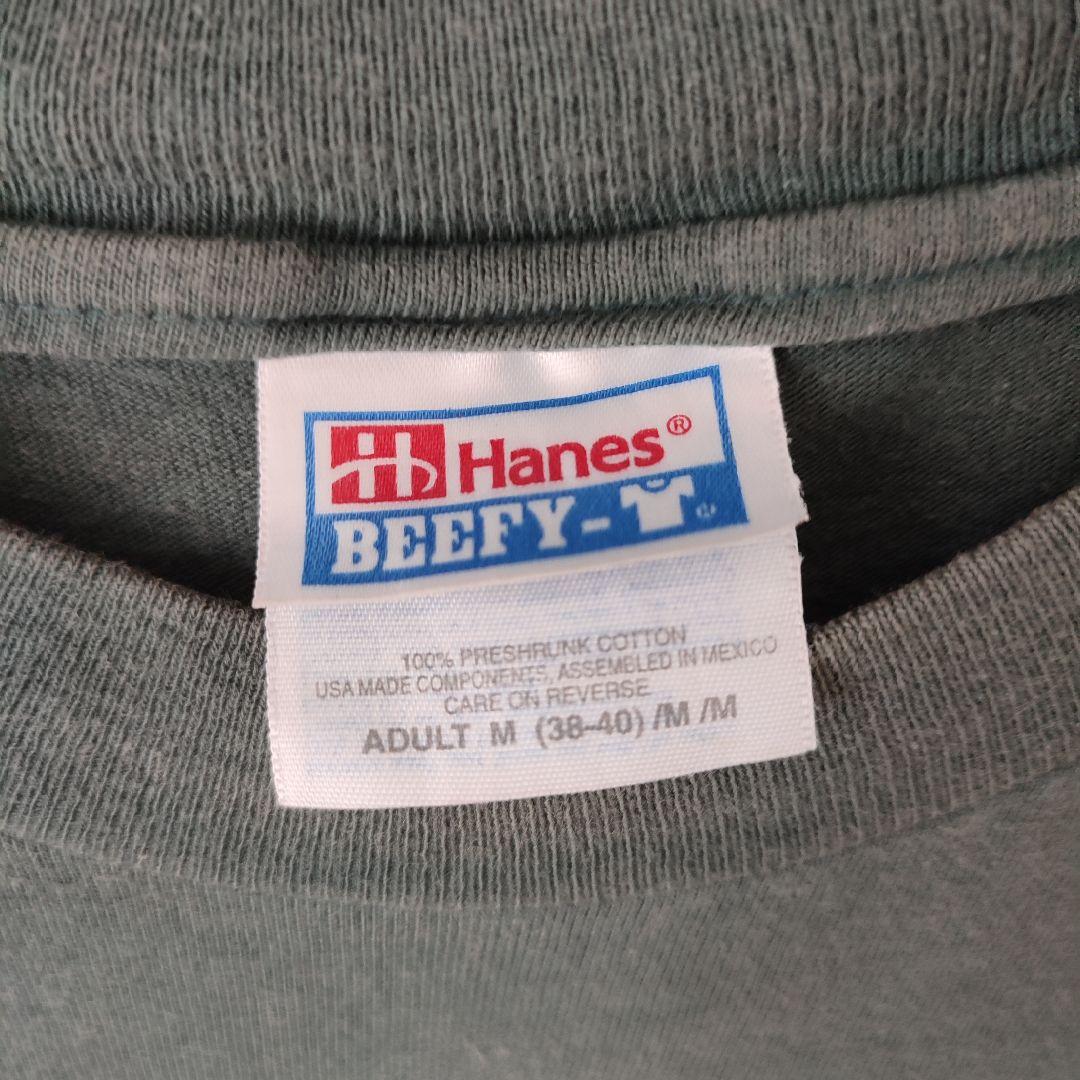 Hanes®
BEEFY-T®
100% PRESHRUNK COTTON
USA MADE COMPONENTS, ASSEMBLED IN MEXICO
CARE ON REVERSE
ADULT M (38-40) /M /M